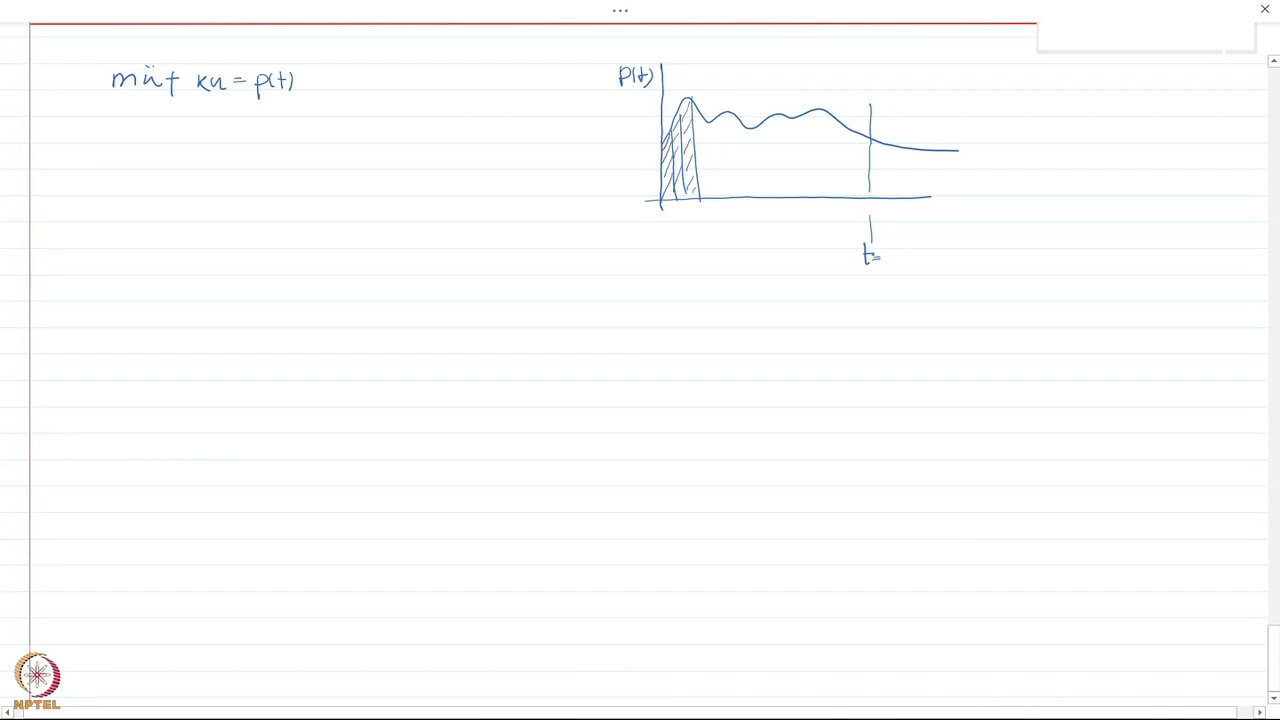 mü + ku = p(t)
p(t)
t=
NPTEL